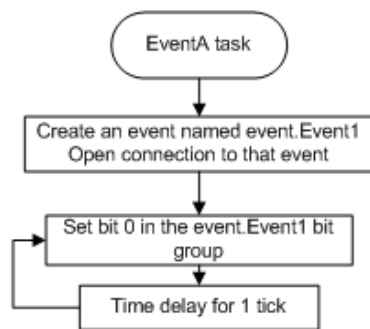 EventA task
Create an event named event.Event1
Open connection to that event
Set bit 0 in the event.Event1 bit
group
Time delay for 1 tick